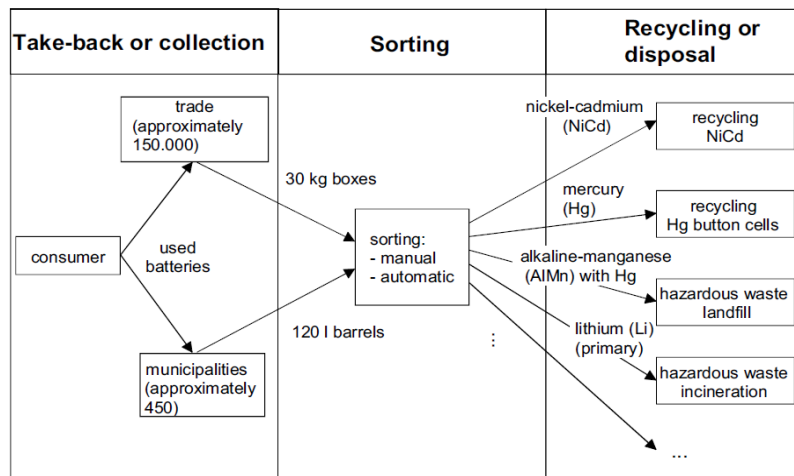 Take-back or collection
Sorting
Recycling or
disposal
trade
(approximately
150.000)
consumer
used
batteries
municipalities
(approximately
450)
30 kg boxes
120 l barrels
sorting:
- manual
- automatic
...
nickel-cadmium
(NiCd)
mercury
(Hg)
alkaline-manganese
(AlMn) with Hg
lithium (Li)
(primary)
recycling
NiCd
recycling
Hg button cells
hazardous waste
landfill
hazardous waste
incineration
...